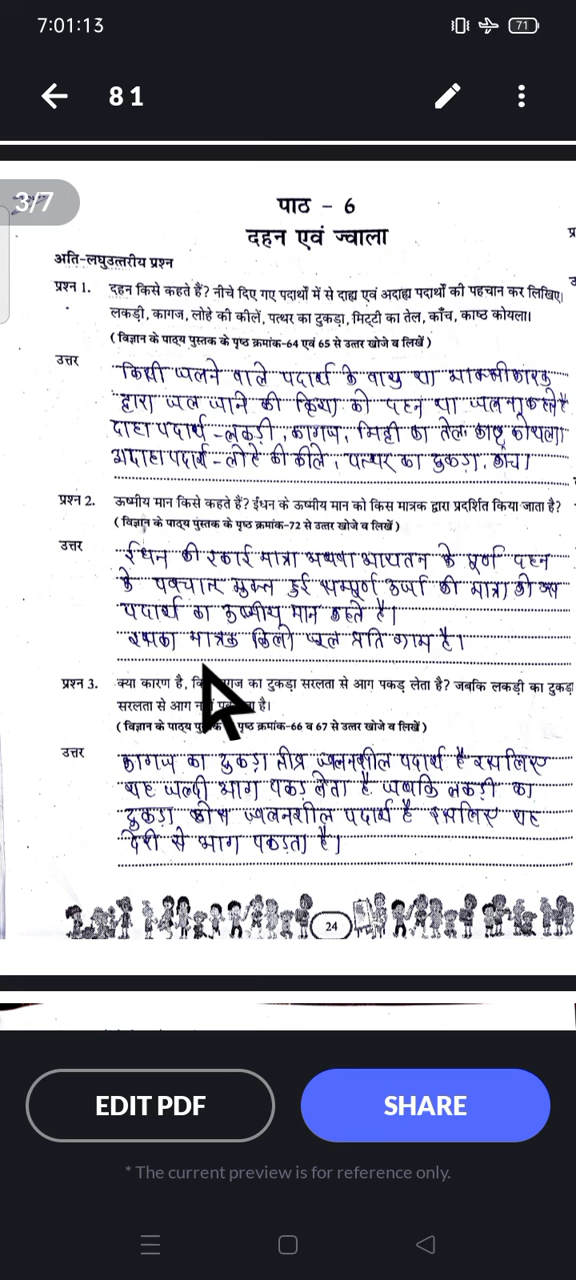 7:01:13
71
81
3/7
पाठ - 6
दहन एवं ज्वाला
अति-लघुउत्तरीय प्रश्न
प्रश्न 1. दहन किसे कहते हैं? नीचे दिए गए पदार्थों में से दाह्य एवं अदाह्य पदार्थों की पहचान कर लिखिए।
लकड़ी, कागज, लोहे की कीलें, पत्थर का टुकड़ा, मिट्टी का तेल, काँच, काष्ठ कोयला।
( विज्ञान के पाठ्य पुस्तक के पृष्ठ क्रमांक-64 एवं 65 से उत्तर खोजे व लिखें )
उत्तर किसी जलने वाले पदार्थ के वायु या आक्सीकारक
द्वारा जल जाने की क्रिया को दहन या जलना कहते है
दाहा पदार्थ - लकड़ी, कागज, मिट्टी का तेल काष्ठ कोयला
अदाहा पदार्थ - लोहे की कीले, पत्थर का टुकड़ा, काँच।
प्रश्न 2. ऊष्मीय मान किसे कहते हैं? ईंधन के ऊष्मीय मान को किस मात्रक द्वारा प्रदर्शित किया जाता है?
( विज्ञान के पाठ्य पुस्तक के पृष्ठ क्रमांक-72 से उत्तर खोजे व लिखें )
उत्तर ईंधन की इकाई मात्रा अथवा आयतन के पूर्ण दहन
के पश्चात मुक्त हुई सम्पूर्ण ऊर्जा की मात्रा को उस
पदार्थ का ऊष्मीय मान कहते है।
इसका मात्रक किलो जूल प्रति ग्राम है।
प्रश्न 3. क्या कारण है, कि का टुकड़ा सरलता से आग पकड़ लेता है? जबकि लकड़ी का टुकड़ा
सरलता से आग है।
( विज्ञान के पाठ्य पृष्ठ क्रमांक-66 व 67 से उत्तर खोजे व लिखें )
उत्तर कागज का टुकड़ा तीव्र ज्वलनशील पदार्थ है इसलिए
यह जल्दी आग पकड़ लेता है जबकि लकड़ी का
टुकड़ा ज्वलनशील पदार्थ है इसलिए यह
देरी से आग पकड़ता है।
24
EDIT PDF
SHARE
* The current preview is for reference only.